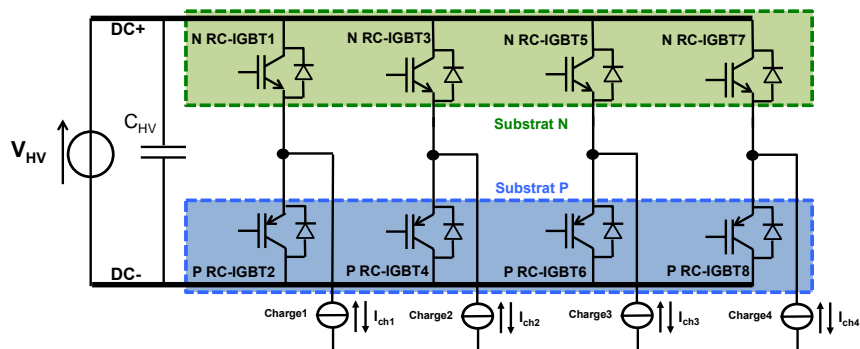 DC+
N RC-IGBT1
N RC-IGBT3
N RC-IGBT5
N RC-IGBT7
Substrat N
CHV
VHV
Substrat P
P RC-IGBT2
P RC-IGBT4
P RC-IGBT6
P RC-IGBT8
DC-
Charge1
Ich1
Charge2
Ich2
Charge3
Ich3
Charge4
Ich4